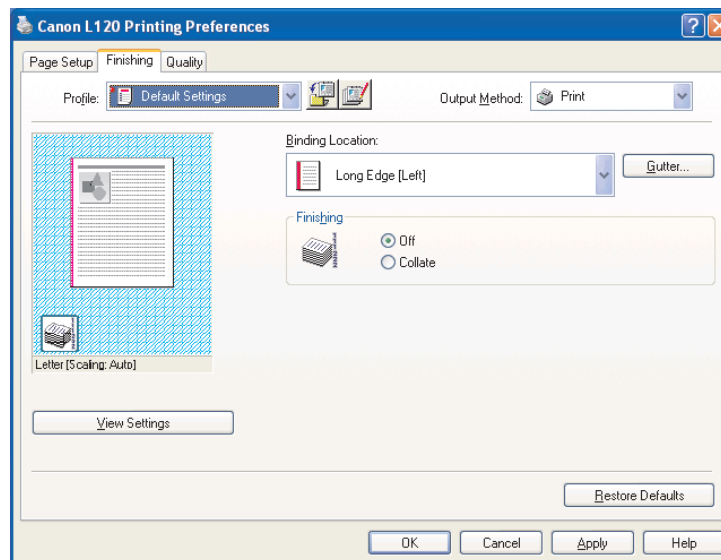 Canon L120 Printing Preferences
Page Setup Finishing Quality
Profile: Default Settings Output Method: Print
Binding Location:
Long Edge [Left] Gutter...
Finishing
Off
Collate
Letter [Scaling: Auto]
View Settings
Restore Defaults
OK Cancel Apply Help